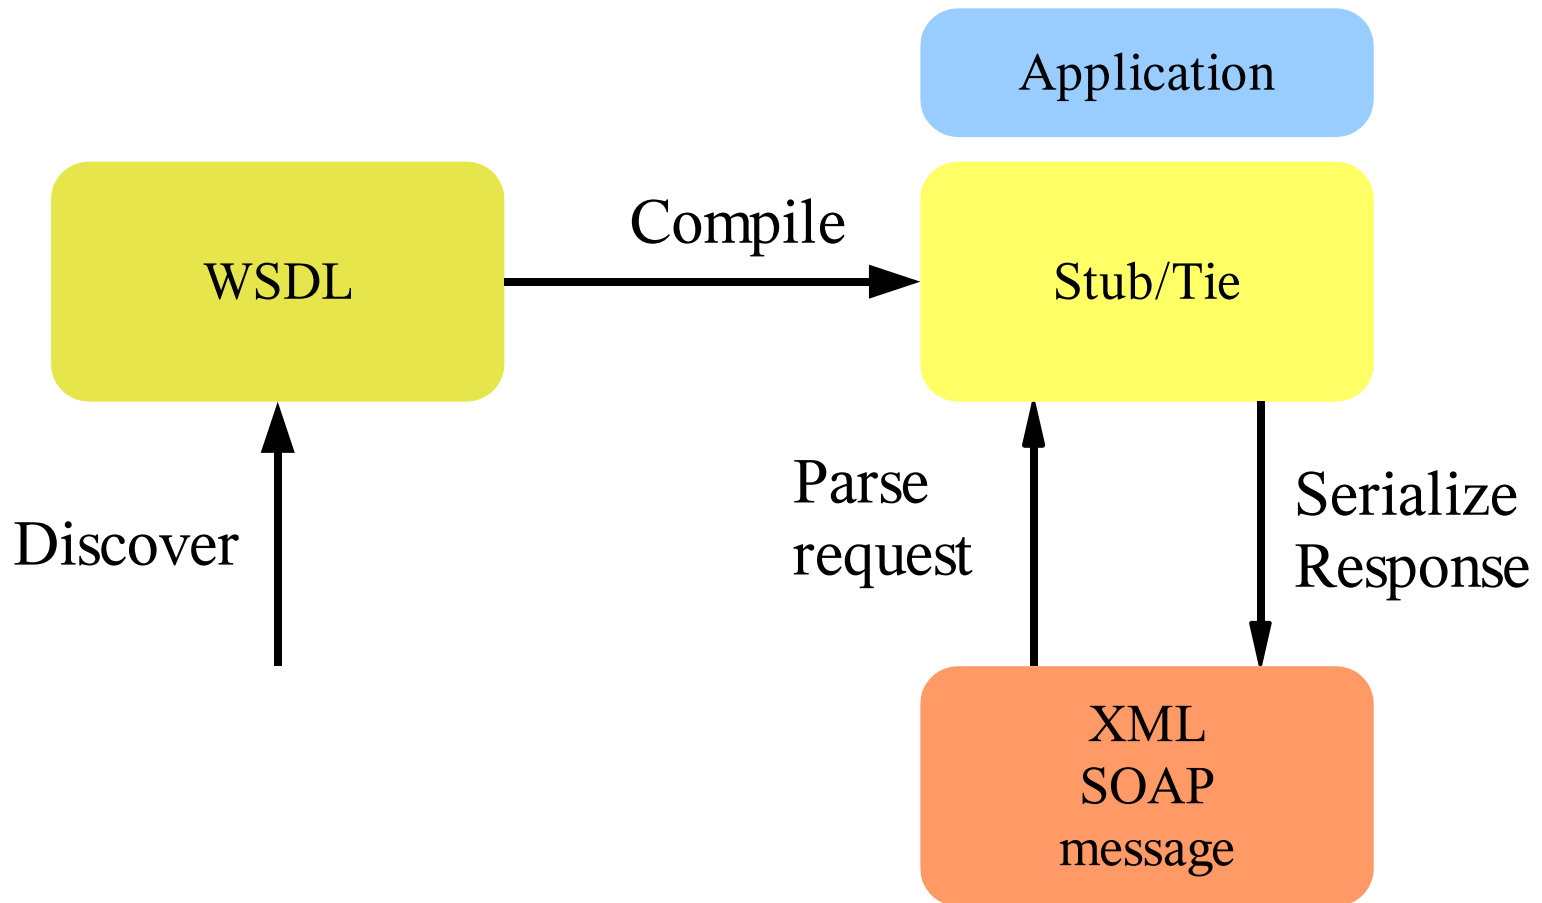 Application
WSDL
Compile
Stub/Tie
Discover
Parse
request
Serialize
Response
XML
SOAP
message